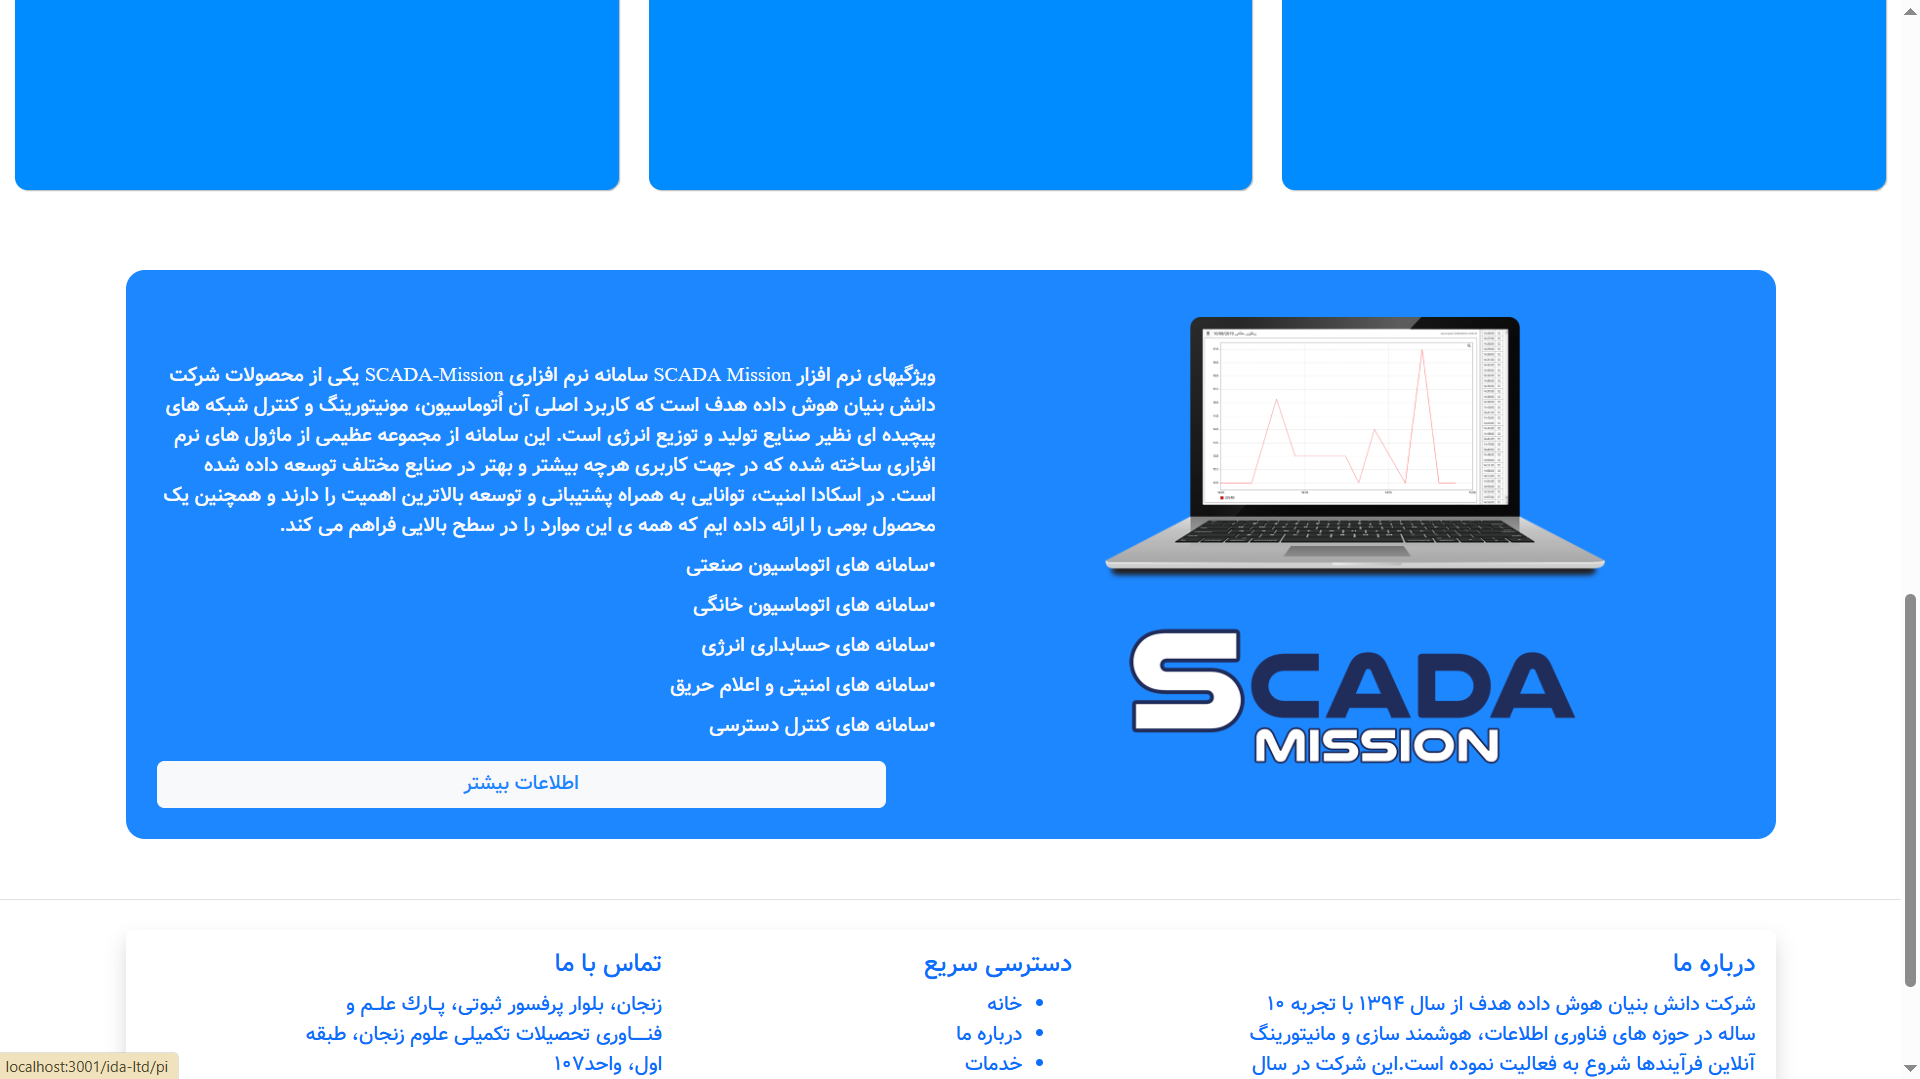 ویژگیهای نرم افزار SCADA Mission سامانه نرم افزاری SCADA-Mission یکی از محصولات شرکت
دانش بنیان هوش داده هدف است که کاربرد اصلی آن اُتوماسیون، مونیتورینگ و کنترل شبکه های
پیچیده ای نظیر صنایع تولید و توزیع انرژی است. این سامانه از مجموعه عظیمی از ماژول های نرم
افزاری ساخته شده که در جهت کاربری هرچه بیشتر و بهتر در صنایع مختلف توسعه داده شده
است. در اسکادا امنیت، توانایی به همراه پشتیبانی و توسعه بالاترین اهمیت را دارند و همچنین یک
محصول بومی را ارائه داده ایم که همه ی این موارد را در سطح بالایی فراهم می کند.
•سامانه های اتوماسیون صنعتی
•سامانه های اتوماسیون خانگی
•سامانه های حسابداری انرژی
•سامانه های امنیتی و اعلام حریق
•سامانه های کنترل دسترسی
اطلاعات بیشتر
SCADA
MISSION
درباره ما
شرکت دانش بنیان هوش داده هدف از سال ۱۳۹۴ با تجربه ۱۰
ساله در حوزه های فناوری اطلاعات، هوشمند سازی و مانیتورینگ
آنلاین فرآیندها شروع به فعالیت نموده است.این شرکت در سال
دسترسی سریع
• خانه
• درباره ما
• خدمات
تماس با ما
زنجان، بلوار پرفسور ثبوتی، پـارك علـم و
فنــاوری تحصیلات تکمیلی علوم زنجان، طبقه
اول، واحد۱۰۷
localhost:3001/ida-ltd/pi